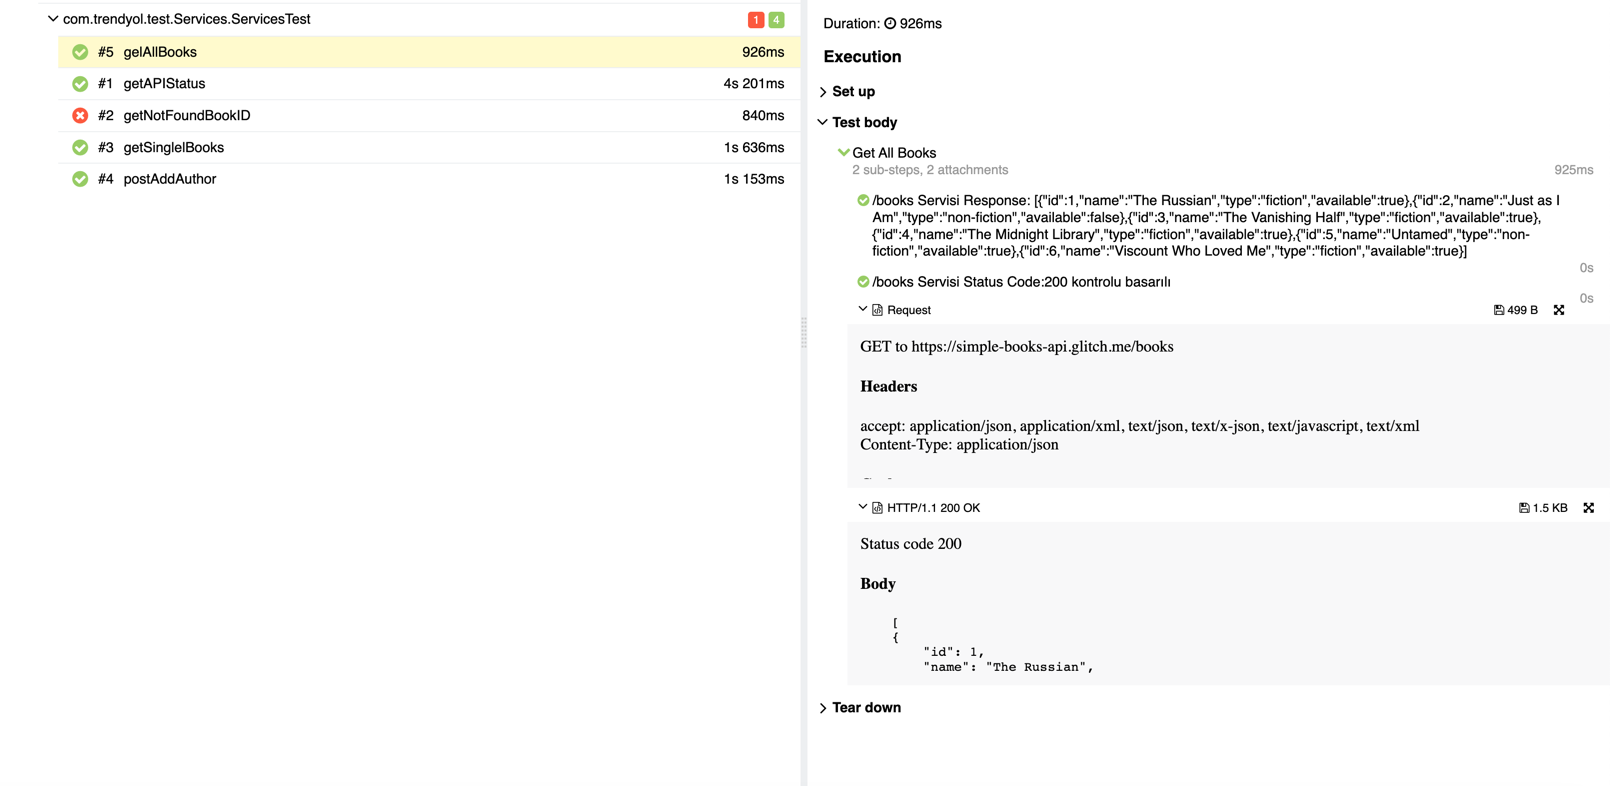 com.trendyol.test.Services.ServicesTest 1 4
#5 gelAllBooks 926ms
#1 getAPIStatus 4s 201ms
#2 getNotFoundBookID 840ms
#3 getSinglelBooks 1s 636ms
#4 postAddAuthor 1s 153ms
Duration: 926ms
Execution
Set up
Test body
Get All Books
2 sub-steps, 2 attachments 925ms
/books Servisi Response: [{"id":1,"name":"The Russian","type":"fiction","available":true},{"id":2,"name":"Just as I
Am","type":"non-fiction","available":false},{"id":3,"name":"The Vanishing Half","type":"fiction","available":true},
{"id":4,"name":"The Midnight Library","type":"fiction","available":true},{"id":5,"name":"Untamed","type":"non-
fiction","available":true},{"id":6,"name":"Viscount Who Loved Me","type":"fiction","available":true}]
0s
/books Servisi Status Code:200 kontrolu basarılı
0s
Request 499 B
GET to https://simple-books-api.glitch.me/books
Headers
accept: application/json, application/xml, text/json, text/x-json, text/javascript, text/xml
Content-Type: application/json
HTTP/1.1 200 OK 1.5 KB
Status code 200
Body
[
{
"id": 1,
"name": "The Russian",
Tear down